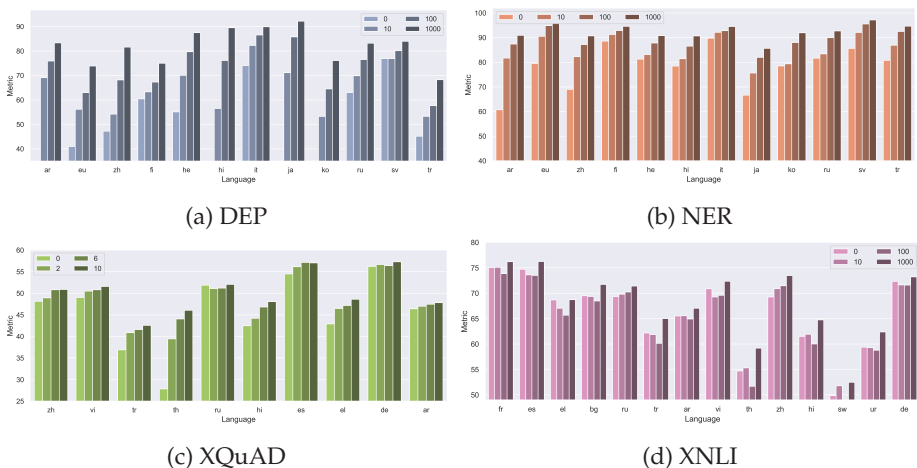 0 100
10 1000
90
80
70
60
50
40
Metric
ar eu zh fi he hi it ja ko ru sv tr
Language
(a) DEP
0 10 100 1000
100
90
80
70
60
50
40
Metric
ar eu zh fi he hi it ja ko ru sv tr
Language
(b) NER
0 6
2 10
60
55
50
45
40
35
30
25
Metric
zh vi tr th ru hi es el de ar
Language
(c) XQuAD
0 100
10 1000
80
75
70
65
60
55
50
Metric
fr es el bg ru tr ar vi th zh hi sw ur de
Language
(d) XNLI